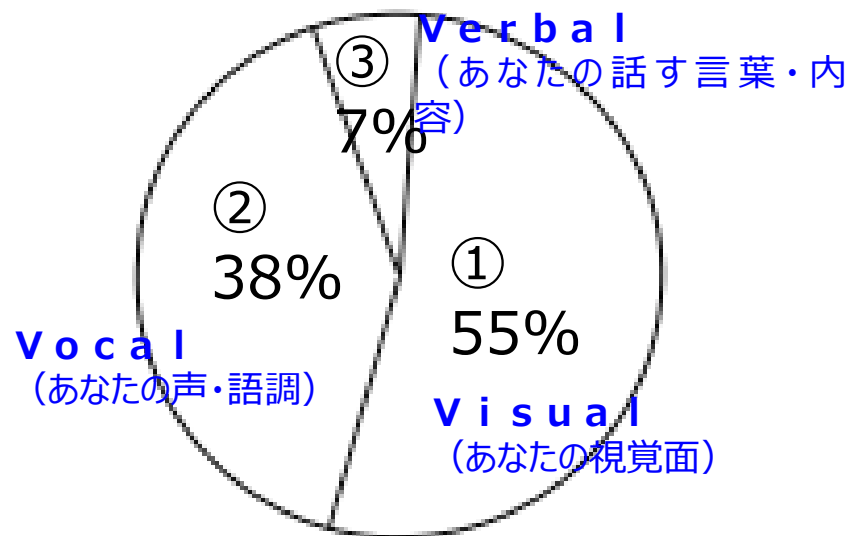 Ｖｅｒｂａｌ
（あなたの話す言葉・内
容）
③
7%
②
38%
①
55%
Ｖｏｃａｌ
（あなたの声・語調）
Ｖｉｓｕａｌ
（あなたの視覚面）